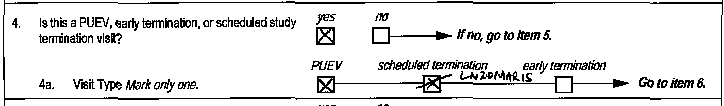 yes no
4. Is this a PUEV, early termination, or scheduled study
termination visit? If no, go to Item 5.
PUEV scheduled termination early termination
LN20MAR15
4a. Visit Type Mark only one. Go to Item 6.